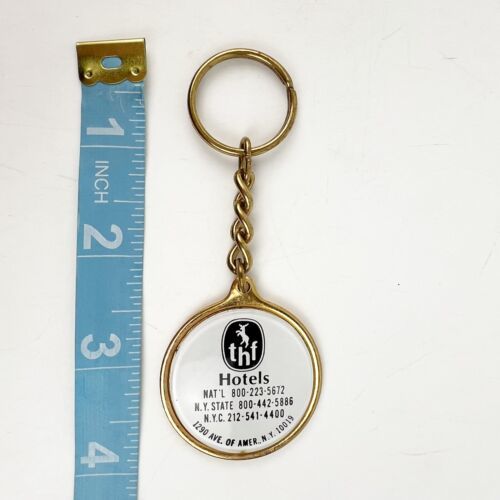 1
INCH
2
3
4
thf
Hotels
NAT'L 800-223-5672
N.Y. STATE 800-442-5886
N.Y.C. 212-541-4400
1290 AVE. OF AMER., N.Y. 10019